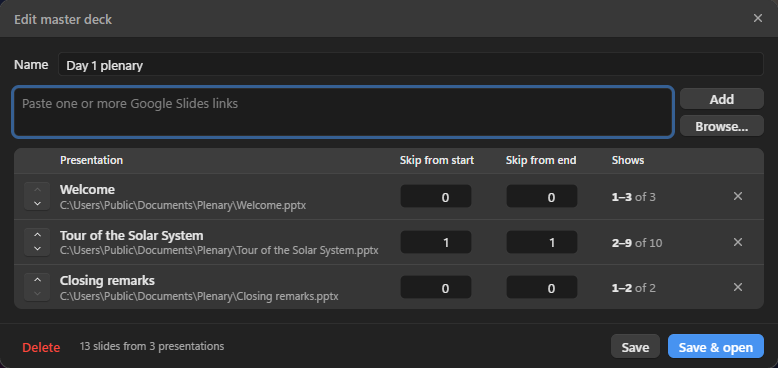 Edit master deck
Name Day 1 plenary
Paste one or more Google Slides links
Add
Browse...
Presentation Skip from start Skip from end Shows
Welcome
C:\Users\Public\Documents\Plenary\Welcome.pptx
0 0 1–3 of 3
Tour of the Solar System
C:\Users\Public\Documents\Plenary\Tour of the Solar System.pptx
1 1 2–9 of 10
Closing remarks
C:\Users\Public\Documents\Plenary\Closing remarks.pptx
0 0 1–2 of 2
Delete 13 slides from 3 presentations Save Save & open